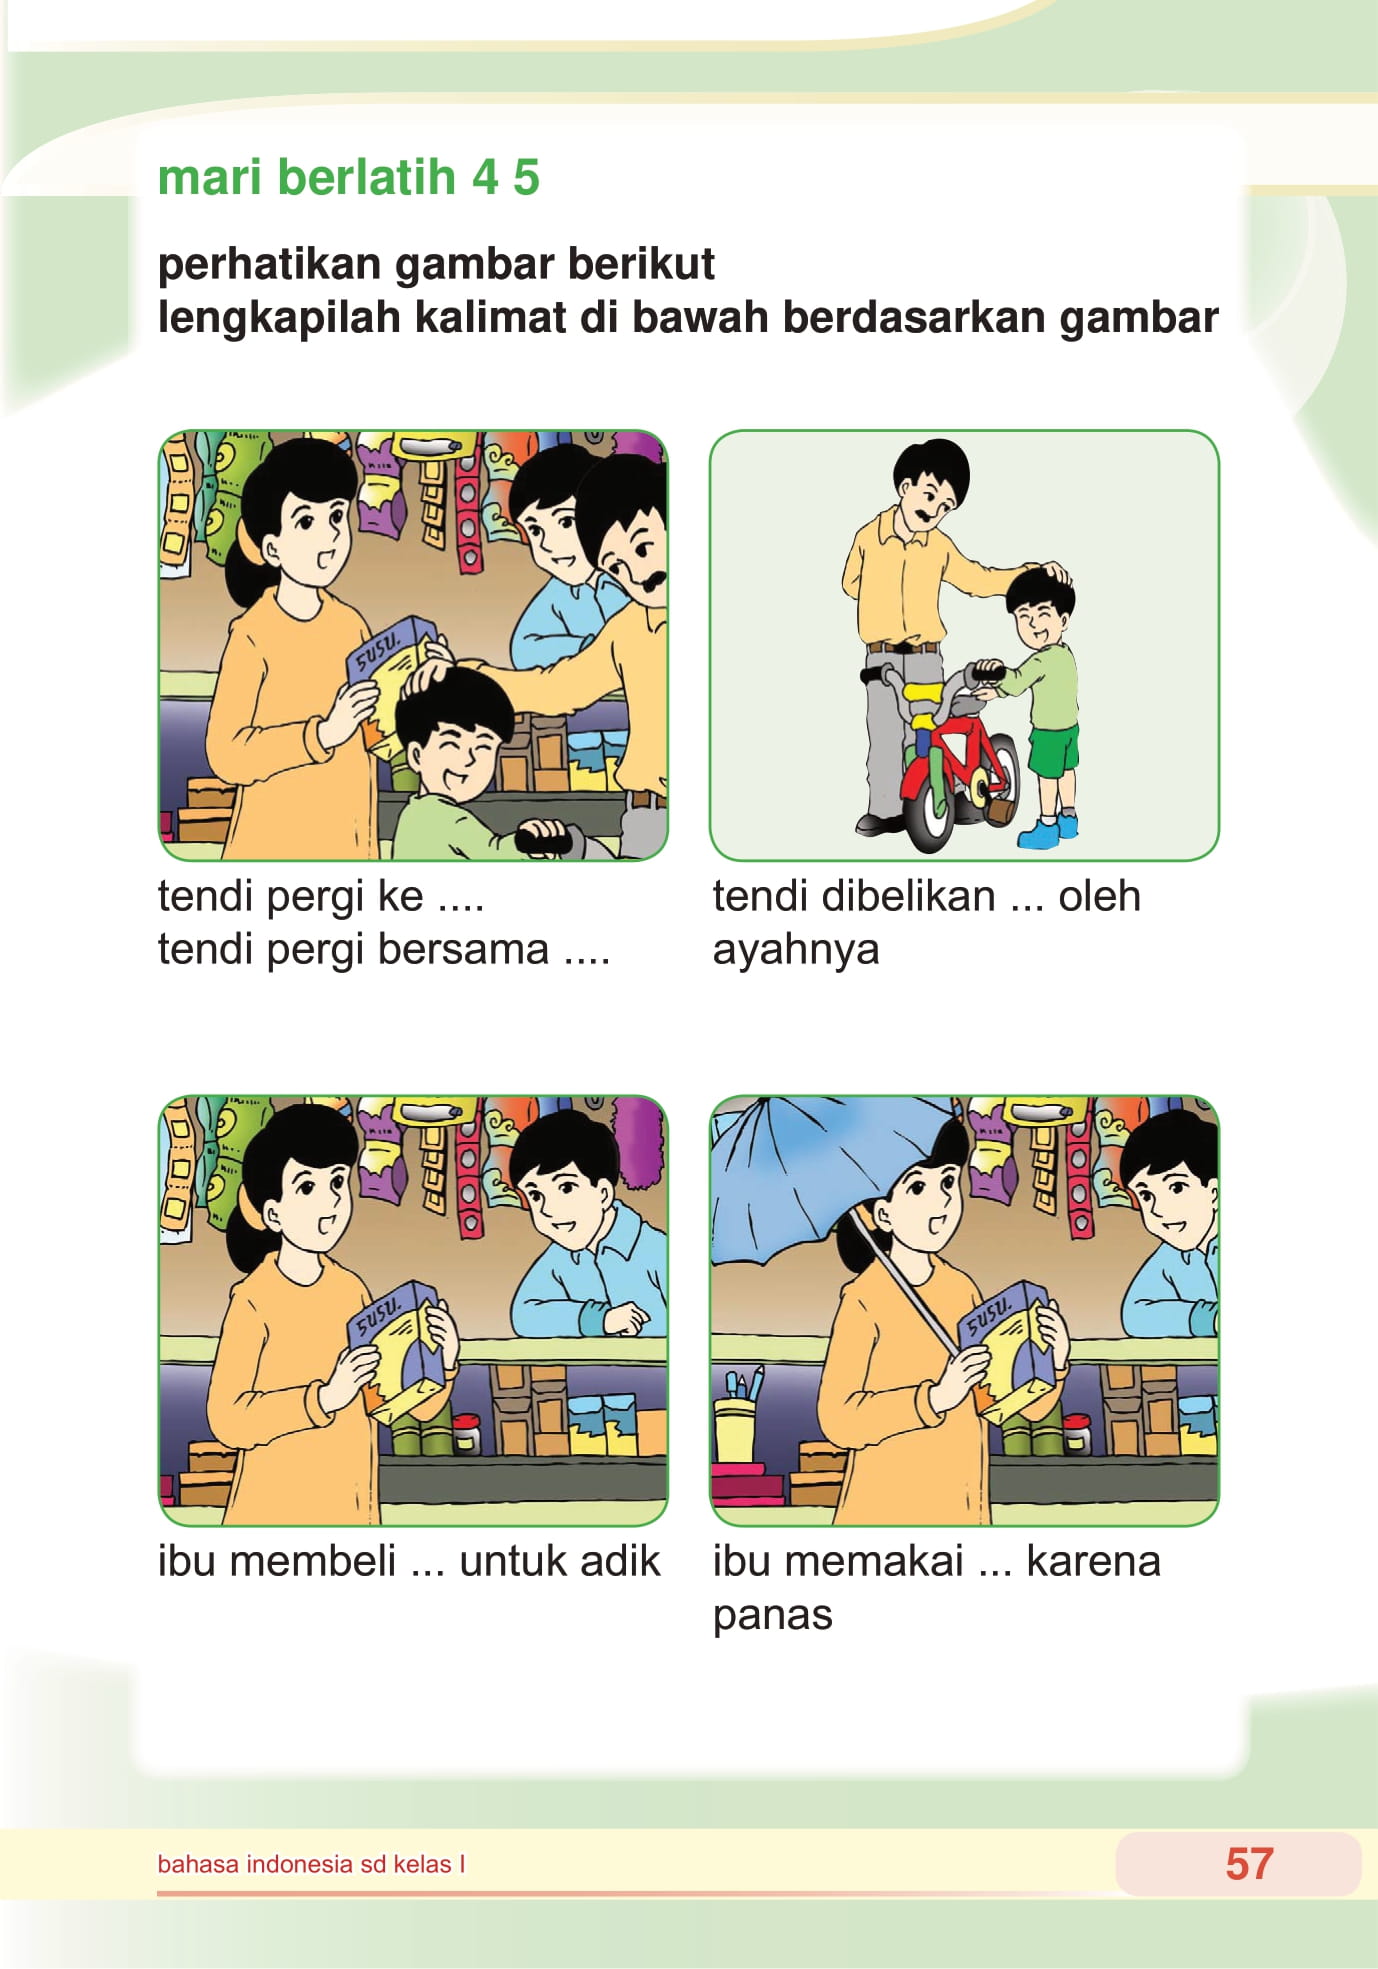 mari berlatih 4 5
perhatikan gambar berikut
lengkapilah kalimat di bawah berdasarkan gambar
SUSU.
tendi pergi ke ....
tendi pergi bersama ....
tendi dibelikan ... oleh
ayahnya
SUSU.
ibu membeli ... untuk adik
SUSU.
ibu memakai ... karena
panas
bahasa indonesia sd kelas I
57